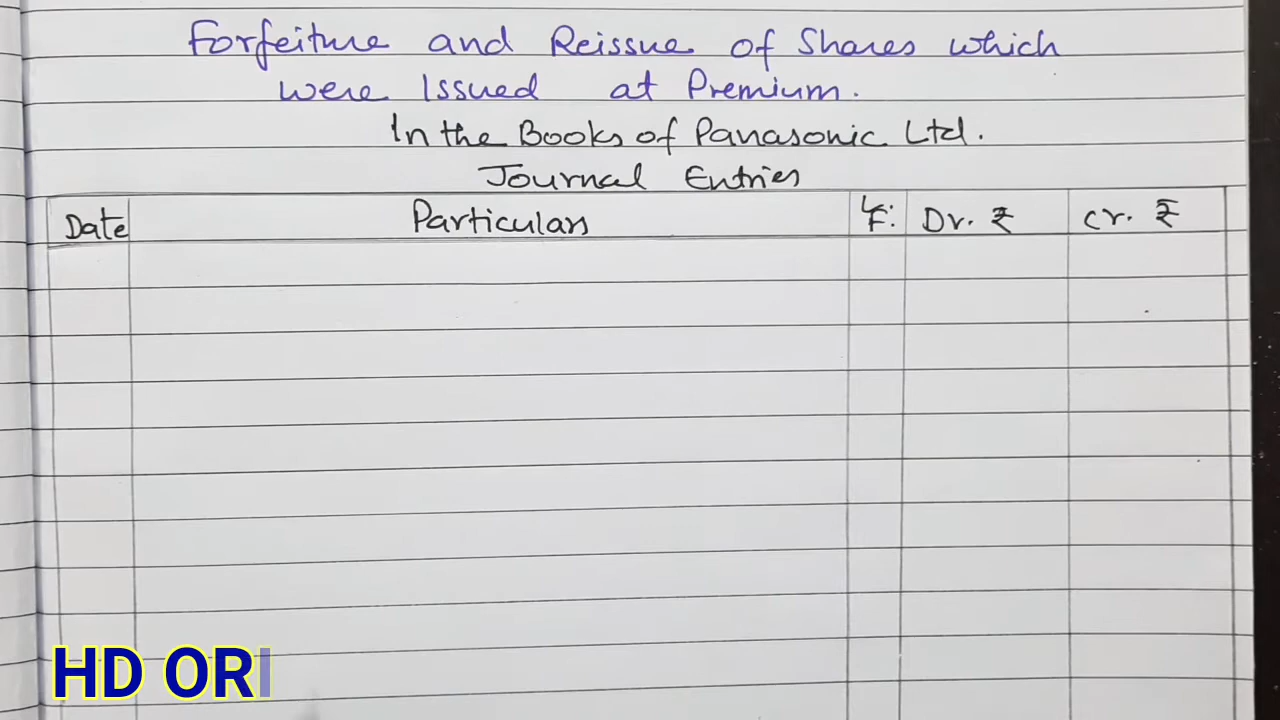 Forfeiture and Reissue of Shares which
were Issued at Premium.
In the Books of Panasonic Ltd.
Journal Entries
Date Particulars L.F. Dr. ₹ Cr. ₹
HD ORI